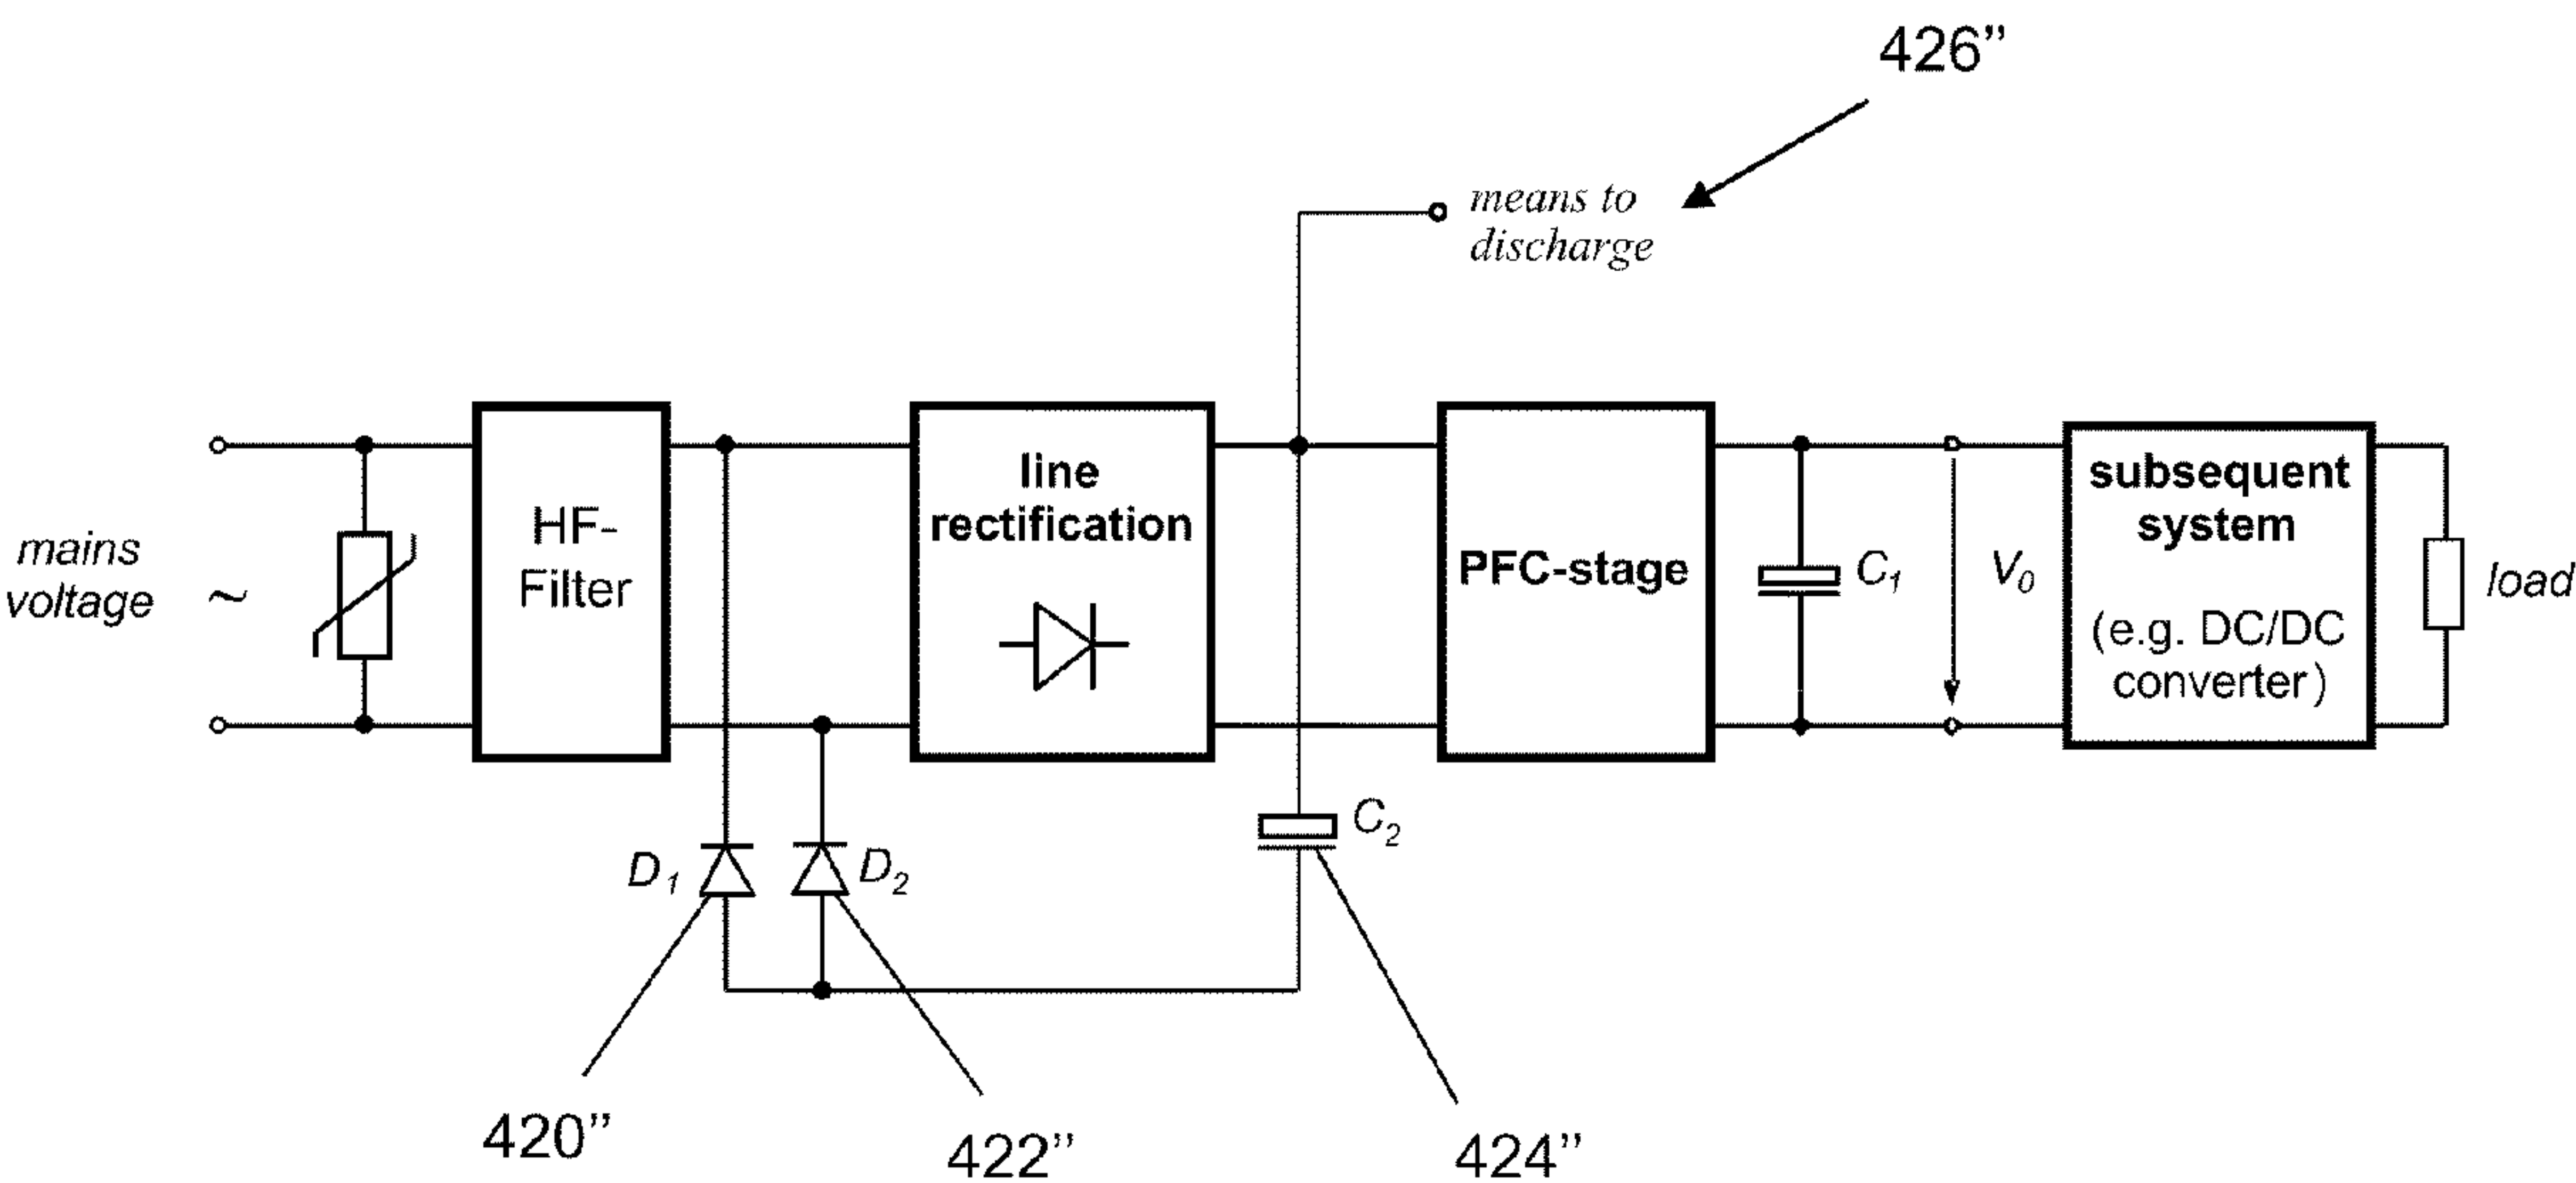 426”
means to
discharge
mains
voltage
~
HF-
Filter
line
rectification
PFC-stage
C1
V0
subsequent
system
(e.g. DC/DC
converter)
load
D1
D2
C2
420”
422”
424”